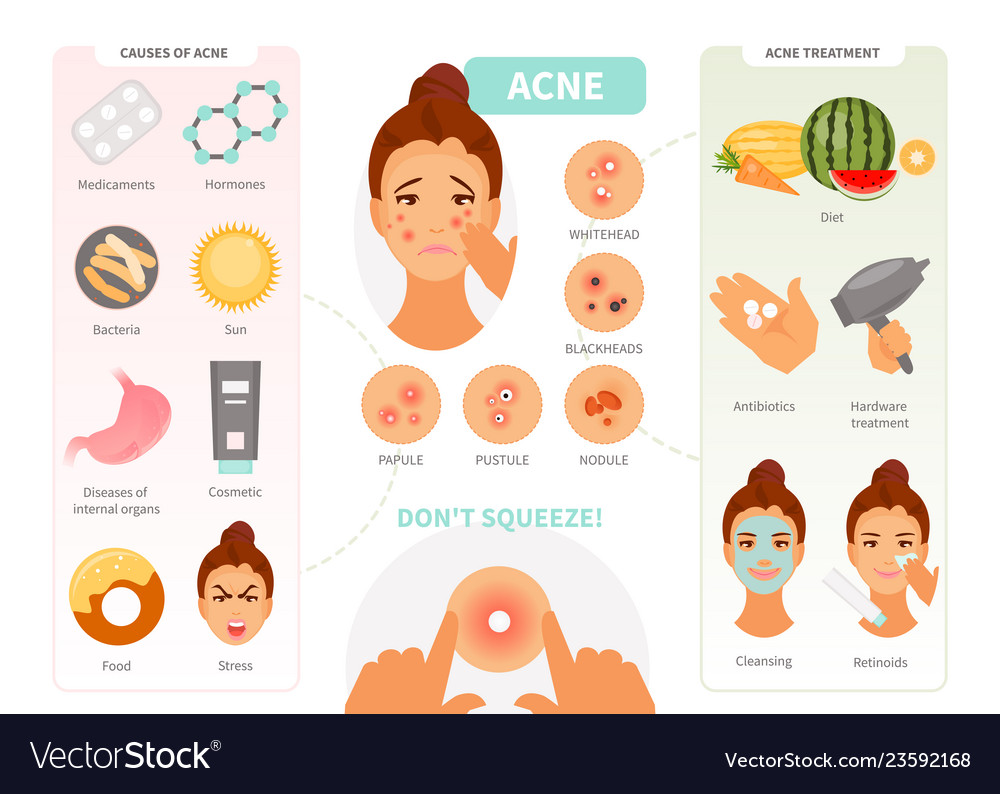 CAUSES OF ACNE
Medicaments
Hormones
Bacteria
Sun
Diseases of
internal organs
Cosmetic
Food
Stress
ACNE
WHITEHEAD
BLACKHEADS
PAPULE
PUSTULE
NODULE
DON'T SQUEEZE!
ACNE TREATMENT
Diet
Antibiotics
Hardware
treatment
Cleansing
Retinoids
VectorStock®
VectorStock.com/23592168